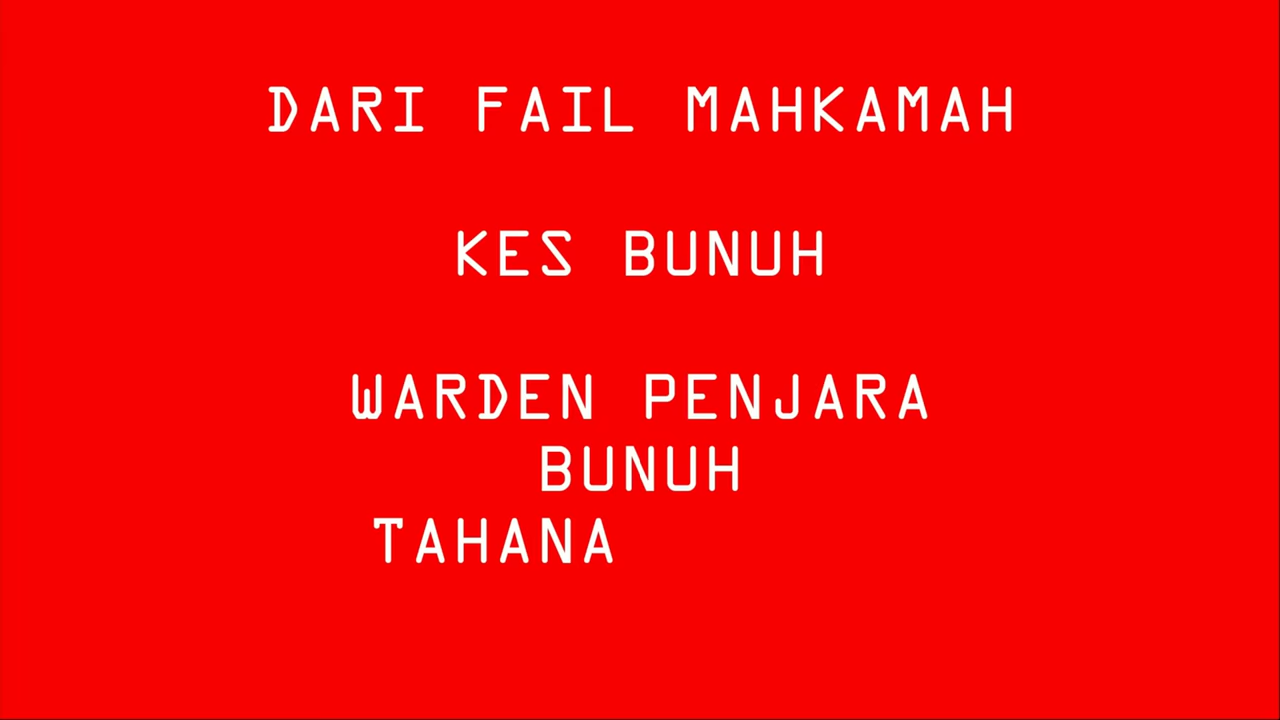 DARI FAIL MAHKAMAH
KES BUNUH
WARDEN PENJARA
BUNUH
TAHANA